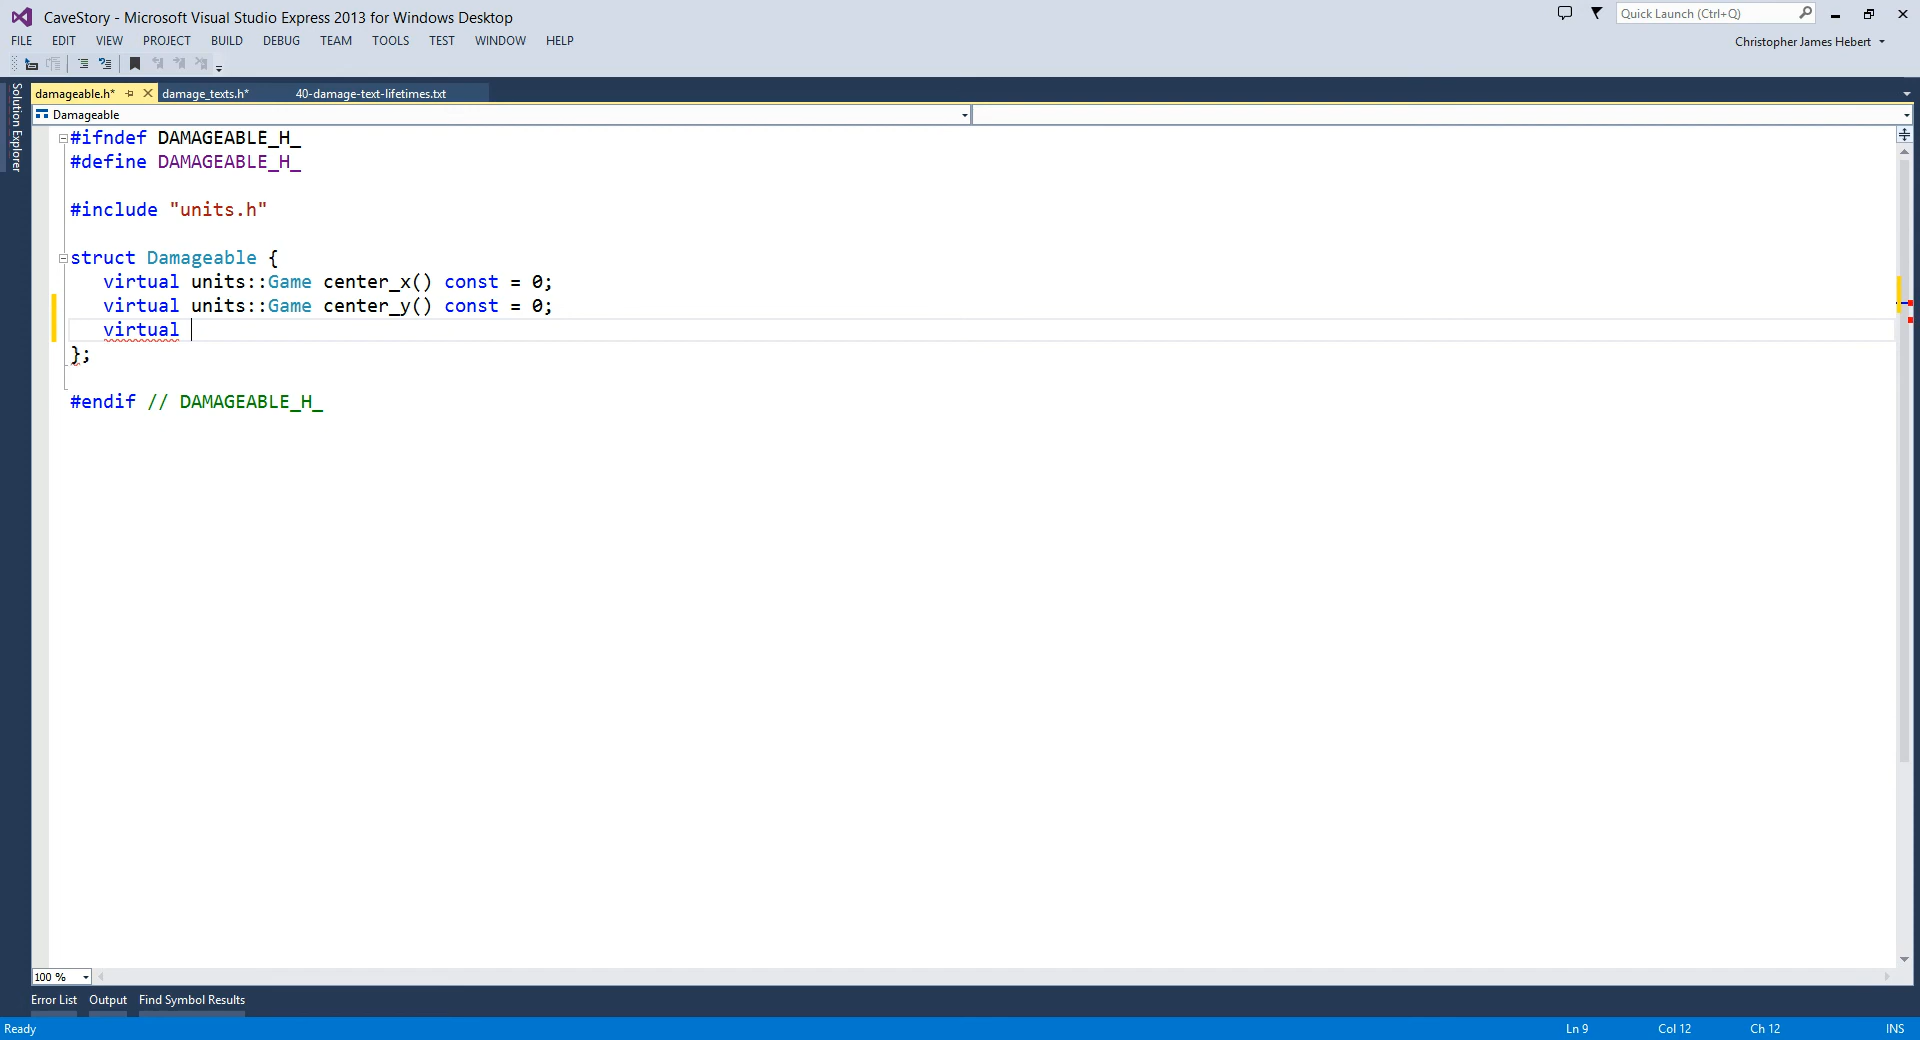 CaveStory - Microsoft Visual Studio Express 2013 for Windows Desktop
Quick Launch (Ctrl+Q)
FILE EDIT VIEW PROJECT BUILD DEBUG TEAM TOOLS TEST WINDOW HELP
Christopher James Hebert
Solution Explorer
damageable.h* damage_texts.h* 40-damage-text-lifetimes.txt
Damageable
#ifndef DAMAGEABLE_H_
#define DAMAGEABLE_H_
#include "units.h"
struct Damageable {
virtual units::Game center_x() const = 0;
virtual units::Game center_y() const = 0;
virtual
};
#endif // DAMAGEABLE_H_
100 %
Error List Output Find Symbol Results
Ready Ln 9 Col 12 Ch 12 INS